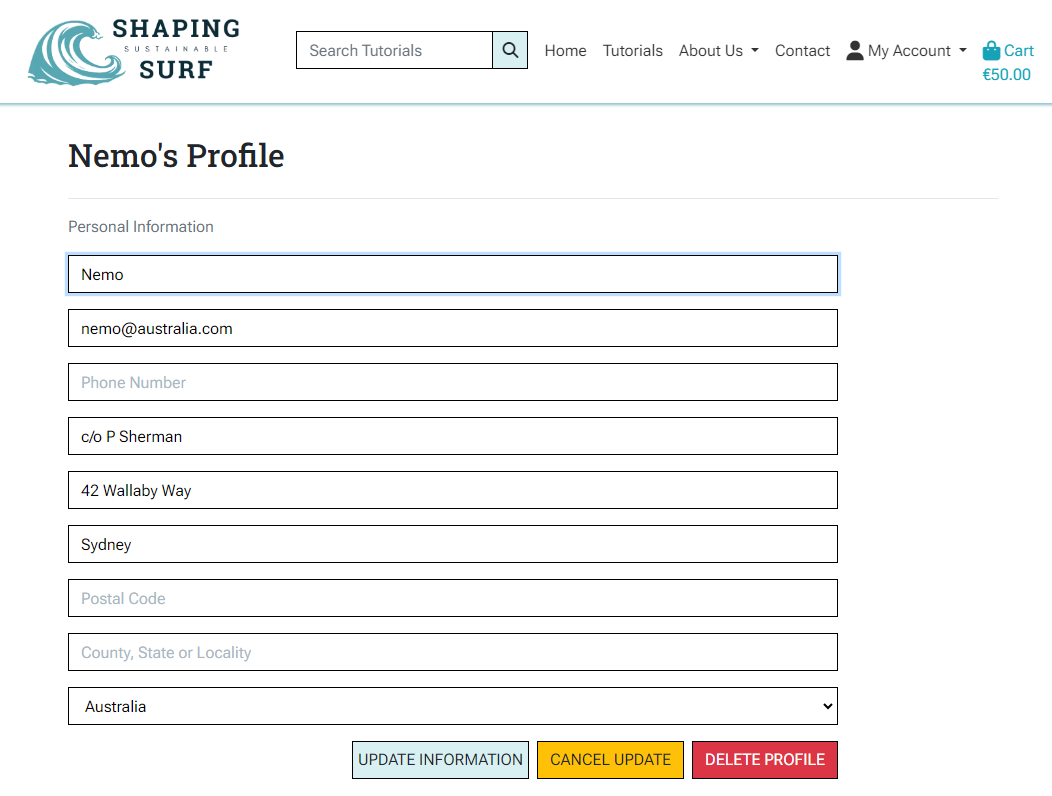 SHAPING
SUSTAINABLE
SURF
Search Tutorials
Home Tutorials About Us Contact My Account Cart
€50.00
Nemo's Profile
Personal Information
Nemo
nemo@australia.com
Phone Number
c/o P Sherman
42 Wallaby Way
Sydney
Postal Code
County, State or Locality
Australia
UPDATE INFORMATION CANCEL UPDATE DELETE PROFILE